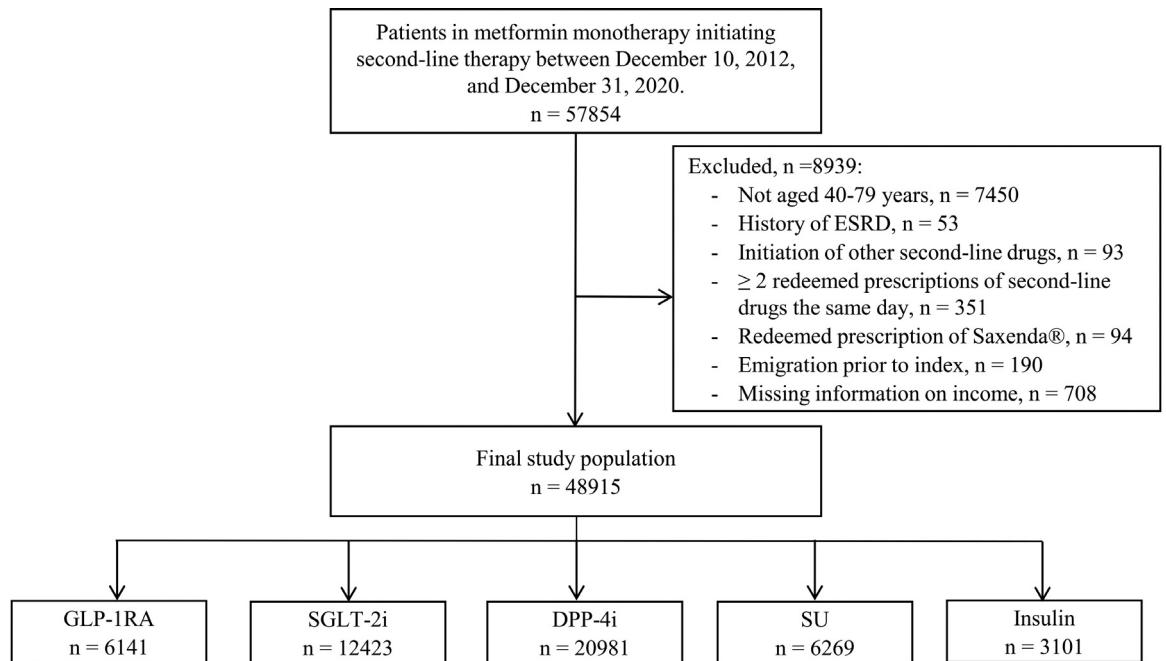 Patients in metformin monotherapy initiating
second-line therapy between December 10, 2012,
and December 31, 2020.
n = 57854
Excluded, n =8939:
- Not aged 40-79 years, n = 7450
- History of ESRD, n = 53
- Initiation of other second-line drugs, n = 93
- ≥ 2 redeemed prescriptions of second-line
drugs the same day, n = 351
- Redeemed prescription of Saxenda®, n = 94
- Emigration prior to index, n = 190
- Missing information on income, n = 708
Final study population
n = 48915
GLP-1RA
n = 6141
SGLT-2i
n = 12423
DPP-4i
n = 20981
SU
n = 6269
Insulin
n = 3101